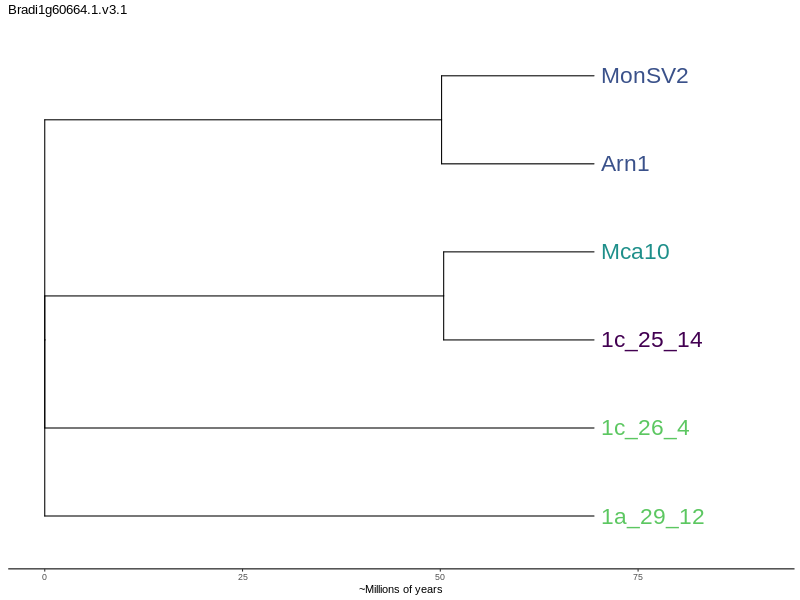 Bradi1g60664.1.v3.1
MonSV2
Arn1
Mca10
1c_25_14
1c_26_4
1a_29_12
0 25 50 75
~Millions of years